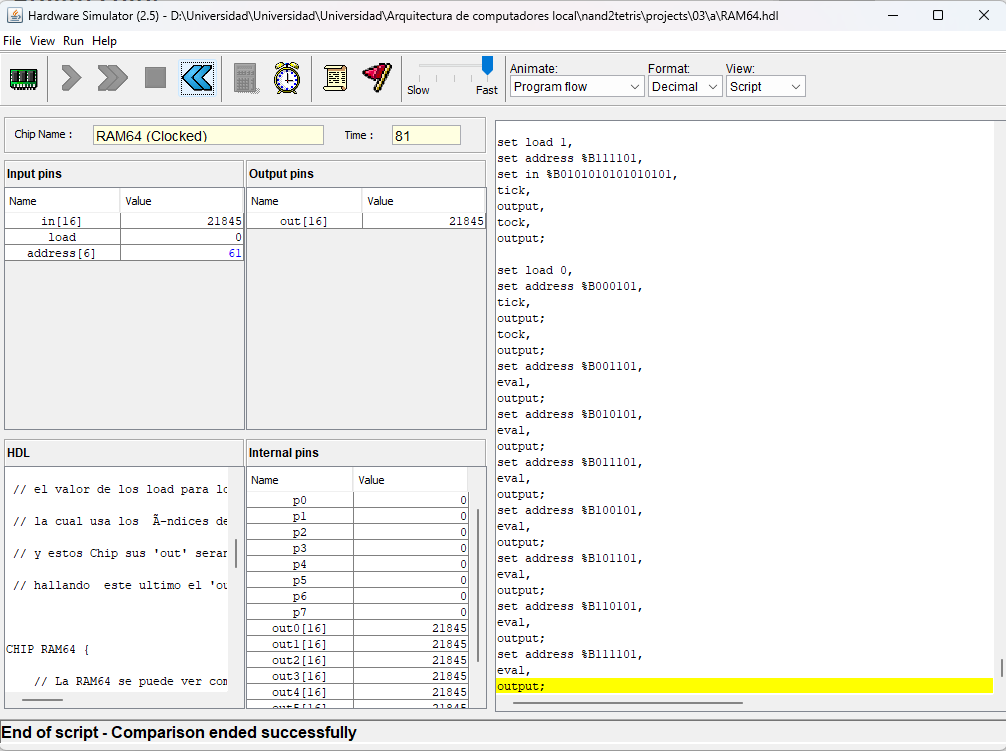 Hardware Simulator (2.5) - D:\Universidad\Universidad\Universidad\Arquitectura de computadores local\nand2tetris\projects\03\a\RAM64.hdl
File View Run Help
Slow Fast
Animate: Format: View:
Program flow Decimal Script
Chip Name : RAM64 (Clocked) Time : 81
Input pins
Name Value
in[16] 21845
load 0
address[6] 61
Output pins
Name Value
out[16] 21845
HDL
// el valor de los load para lo
// la cual usa los Ã-ndices de
// y estos Chip sus 'out' seran
// hallando este ultimo el 'ou
CHIP RAM64 {
// La RAM64 se puede ver com
Internal pins
Name Value
p0 0
p1 0
p2 0
p3 0
p4 0
p5 0
p6 0
p7 0
out0[16] 21845
out1[16] 21845
out2[16] 21845
out3[16] 21845
out4[16] 21845
out5[16] 21845
set load 1,
set address %B111101,
set in %B0101010101010101,
tick,
output,
tock,
output;
set load 0,
set address %B000101,
tick,
output;
tock,
output;
set address %B001101,
eval,
output;
set address %B010101,
eval,
output;
set address %B011101,
eval,
output;
set address %B100101,
eval,
output;
set address %B101101,
eval,
output;
set address %B110101,
eval,
output;
set address %B111101,
eval,
output;
End of script - Comparison ended successfully